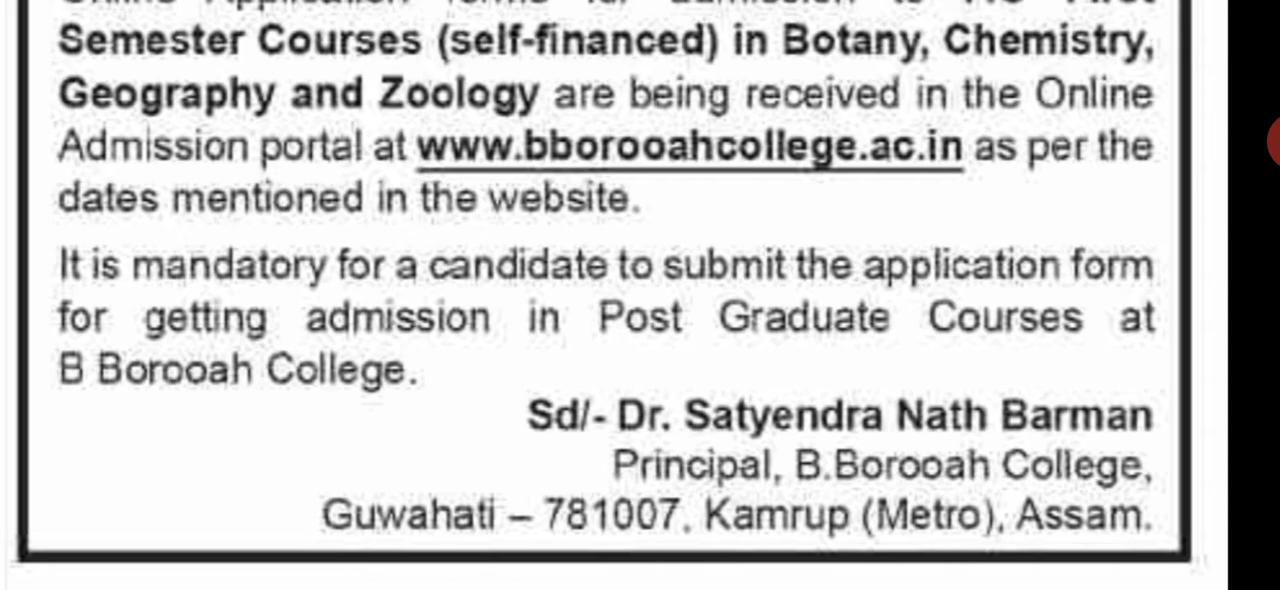 Semester Courses (self-financed) in Botany, Chemistry,
Geography and Zoology are being received in the Online
Admission portal at www.bborooahcollege.ac.in as per the
dates mentioned in the website.
It is mandatory for a candidate to submit the application form
for getting admission in Post Graduate Courses at
B Borooah College.
Sd/- Dr. Satyendra Nath Barman
Principal, B.Borooah College,
Guwahati – 781007, Kamrup (Metro), Assam.